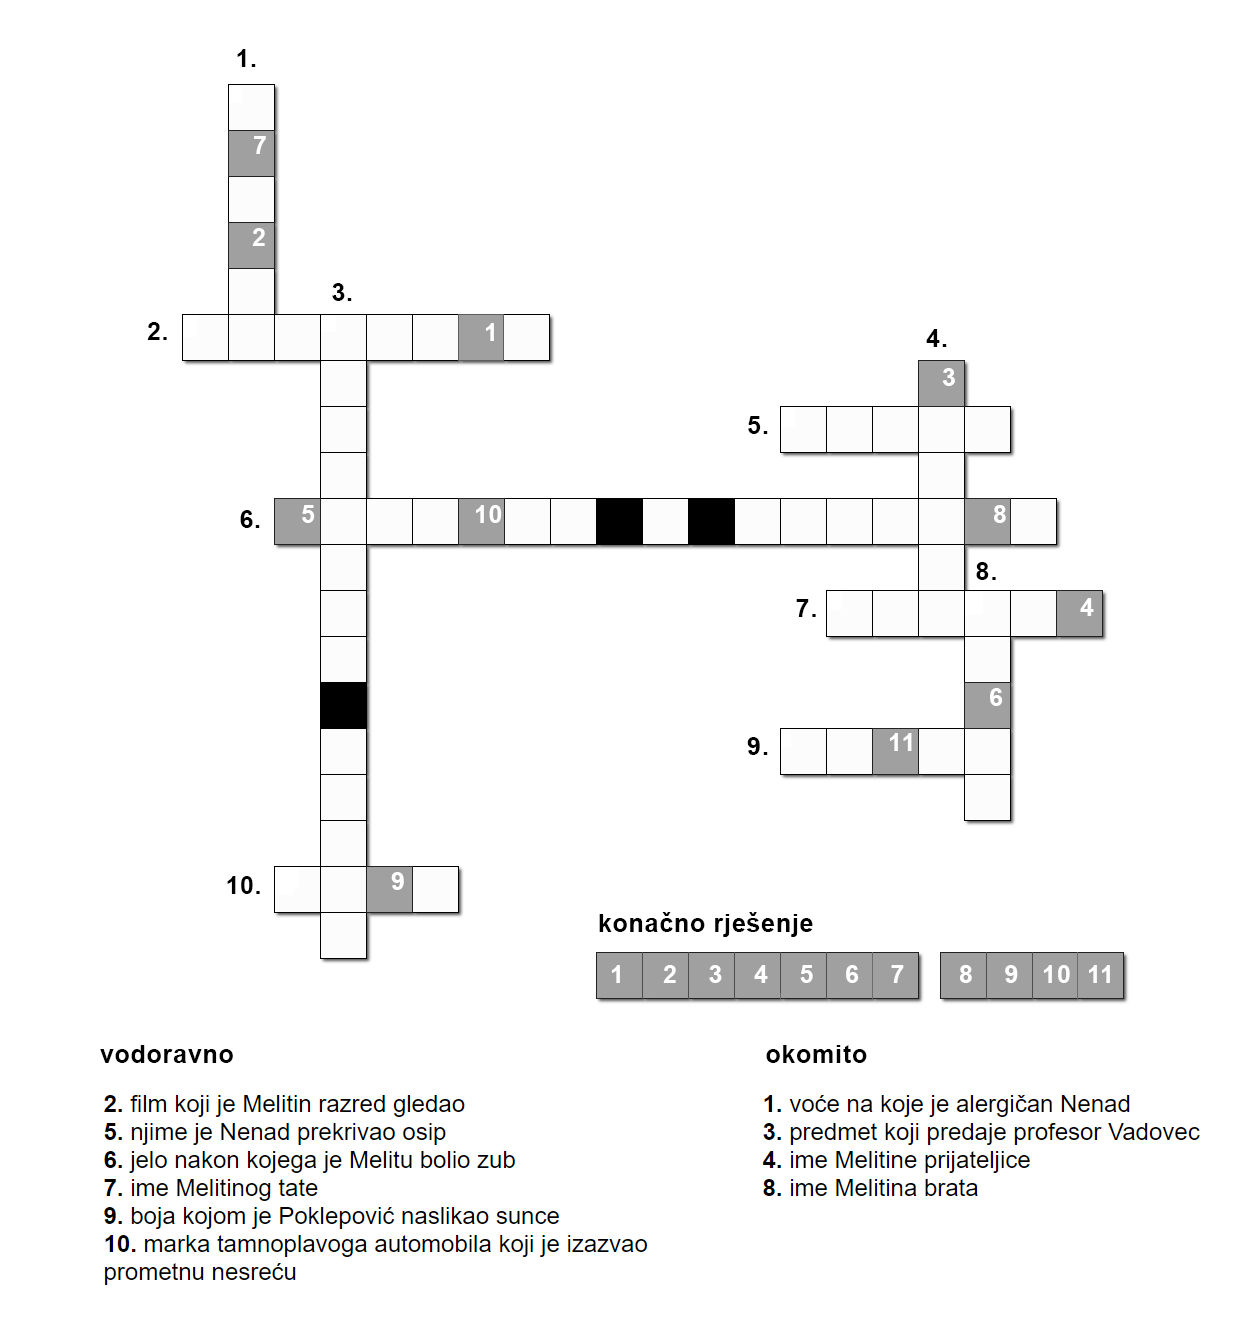 1.
7
2
3.
2.
1
4.
3
5.
6.
5
10
8
8.
7.
4
6
9.
11
10.
9
konačno rješenje
1 2 3 4 5 6 7 8 9 10 11
vodoravno
2. film koji je Melitin razred gledao
5. njime je Nenad prekrivao osip
6. jelo nakon kojega je Melitu bolio zub
7. ime Melitinog tate
9. boja kojom je Poklepović naslikao sunce
10. marka tamnoplavoga automobila koji je izazvao
prometnu nesreću
okomito
1. voće na koje je alergičan Nenad
3. predmet koji predaje profesor Vadovec
4. ime Melitine prijateljice
8. ime Melitina brata